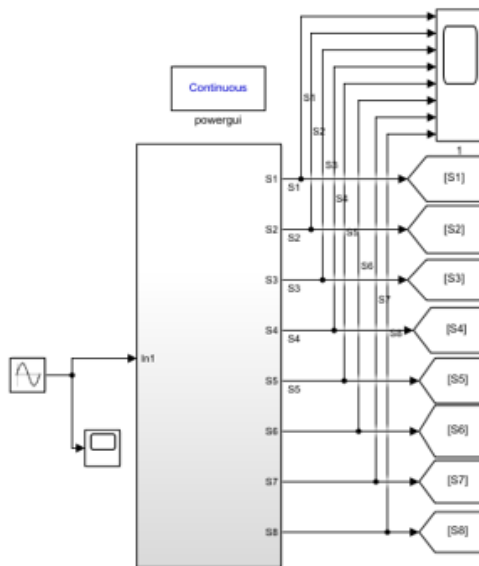 Continuous
powergui
S1
S2
S3
S4
S5
S6
S7
S8
1
S1
S1
[S1]
S2
S2
[S2]
S3
S3
[S3]
S4
S4
[S4]
In1
S5
S5
[S5]
S6
[S6]
S7
[S7]
S8
[S8]